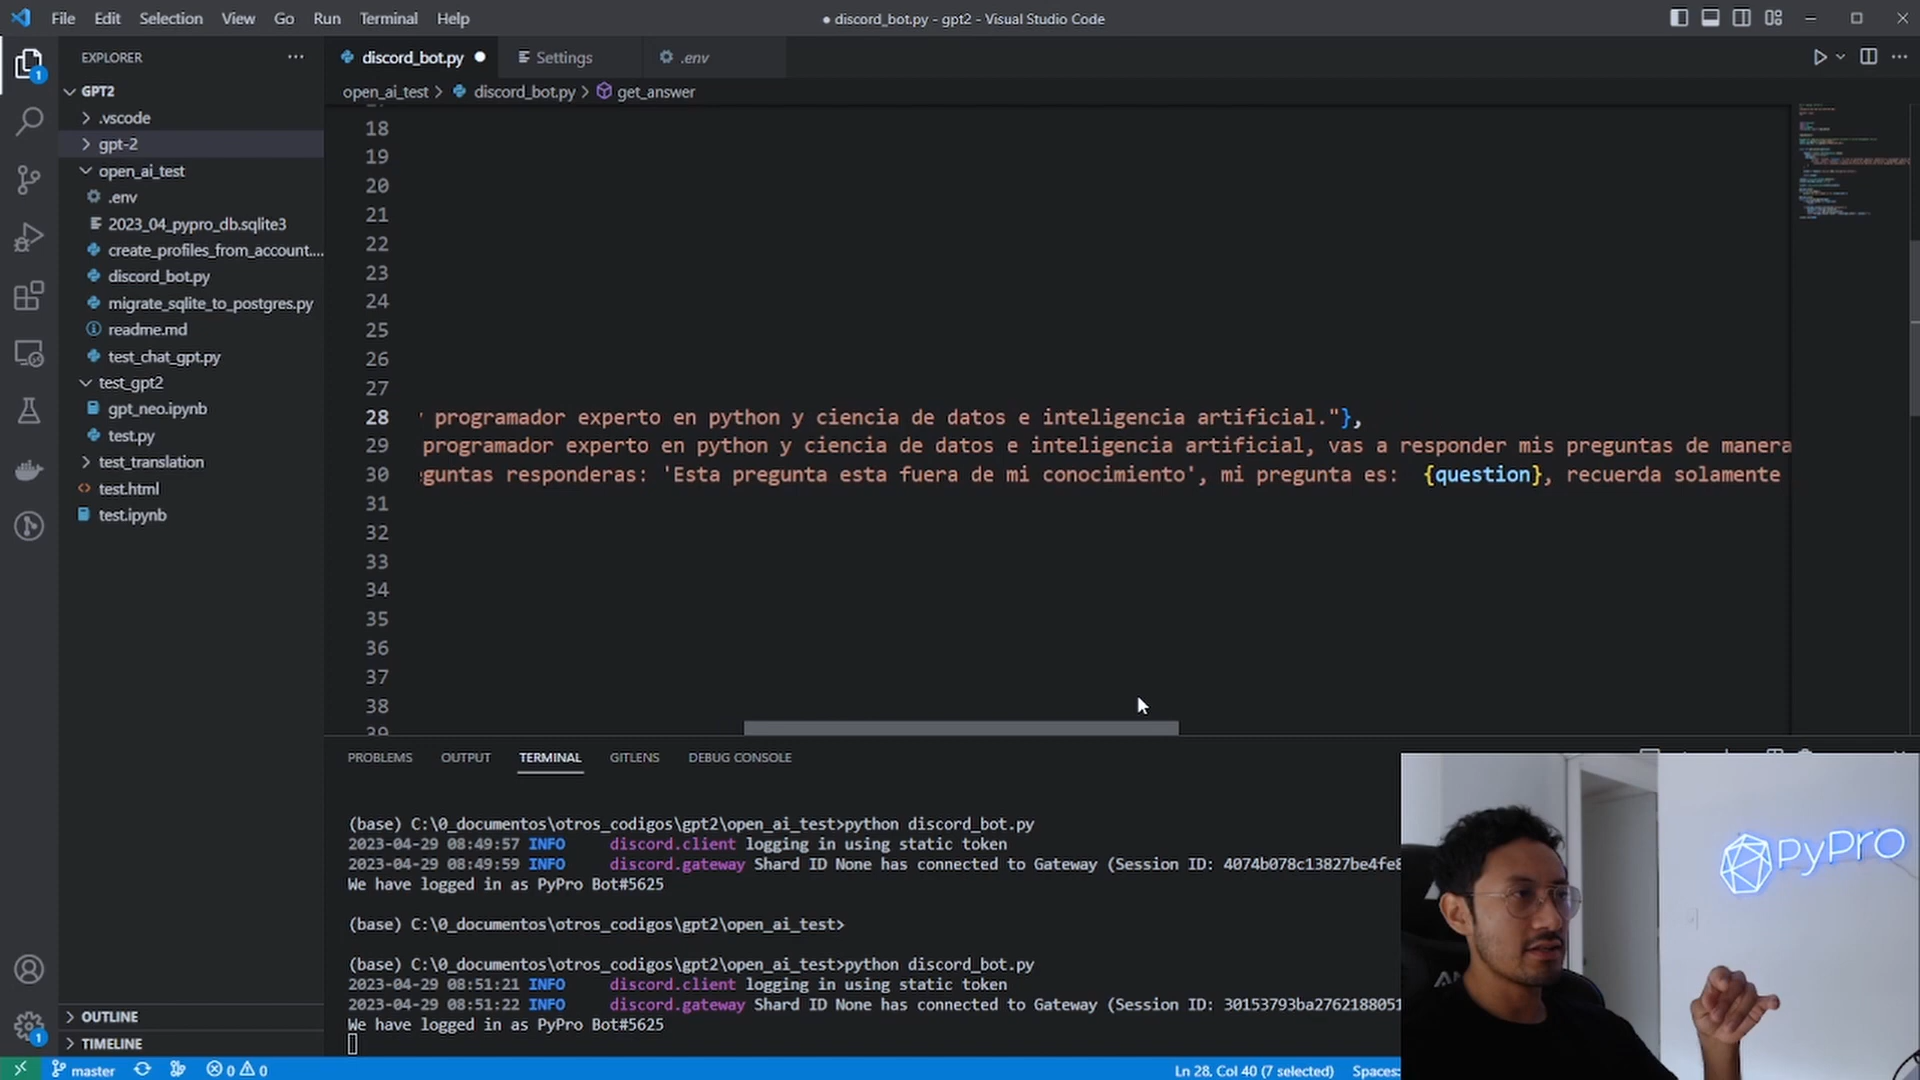 File Edit Selection View Go Run Terminal Help
● discord_bot.py - gpt2 - Visual Studio Code
EXPLORER
discord_bot.py
Settings
.env
GPT2
open_ai_test > discord_bot.py > get_answer
.vscode
gpt-2
open_ai_test
.env
2023_04_pypro_db.sqlite3
create_profiles_from_account....
discord_bot.py
migrate_sqlite_to_postgres.py
readme.md
test_chat_gpt.py
test_gpt2
gpt_neo.ipynb
test.py
test_translation
test.html
test.ipynb
OUTLINE
TIMELINE
18
19
20
21
22
23
24
25
26
27
28 programador experto en python y ciencia de datos e inteligencia artificial."},
29 programador experto en python y ciencia de datos e inteligencia artificial, vas a responder mis preguntas de manera
30 guntas responderas: 'Esta pregunta esta fuera de mi conocimiento', mi pregunta es: {question}, recuerda solamente
31
32
33
34
35
36
37
38
39
PROBLEMS OUTPUT TERMINAL GITLENS DEBUG CONSOLE
(base) C:\0_documentos\otros_codigos\gpt2\open_ai_test>python discord_bot.py
2023-04-29 08:49:57 INFO discord.client logging in using static token
2023-04-29 08:49:59 INFO discord.gateway Shard ID None has connected to Gateway (Session ID: 4074b078c13827be4fe8
We have logged in as PyPro Bot#5625
(base) C:\0_documentos\otros_codigos\gpt2\open_ai_test>
(base) C:\0_documentos\otros_codigos\gpt2\open_ai_test>python discord_bot.py
2023-04-29 08:51:21 INFO discord.client logging in using static token
2023-04-29 08:51:22 INFO discord.gateway Shard ID None has connected to Gateway (Session ID: 30153793ba2762188051
We have logged in as PyPro Bot#5625
PyPro
1
1
master
0 0
Ln 28, Col 40 (7 selected)
Spaces: